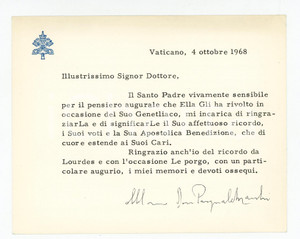 Vaticano, 4 ottobre 1968
Illustrissimo Signor Dottore,
Il Santo Padre vivamente sensibile
per il pensiero augurale che Ella Gli ha rivolto in
occasione del Suo Genetliaco, mi incarica di ringra-
ziarLa e di significarLe il Suo affettuoso ricordo,
i Suoi voti e la Sua Apostolica Benedizione, che di
cuore estende ai Suoi Cari.
Ringrazio anch'io del ricordo da
Lourdes e con l'occasione Le porgo, con un parti-
colare augurio, i miei memori e devoti ossequi.